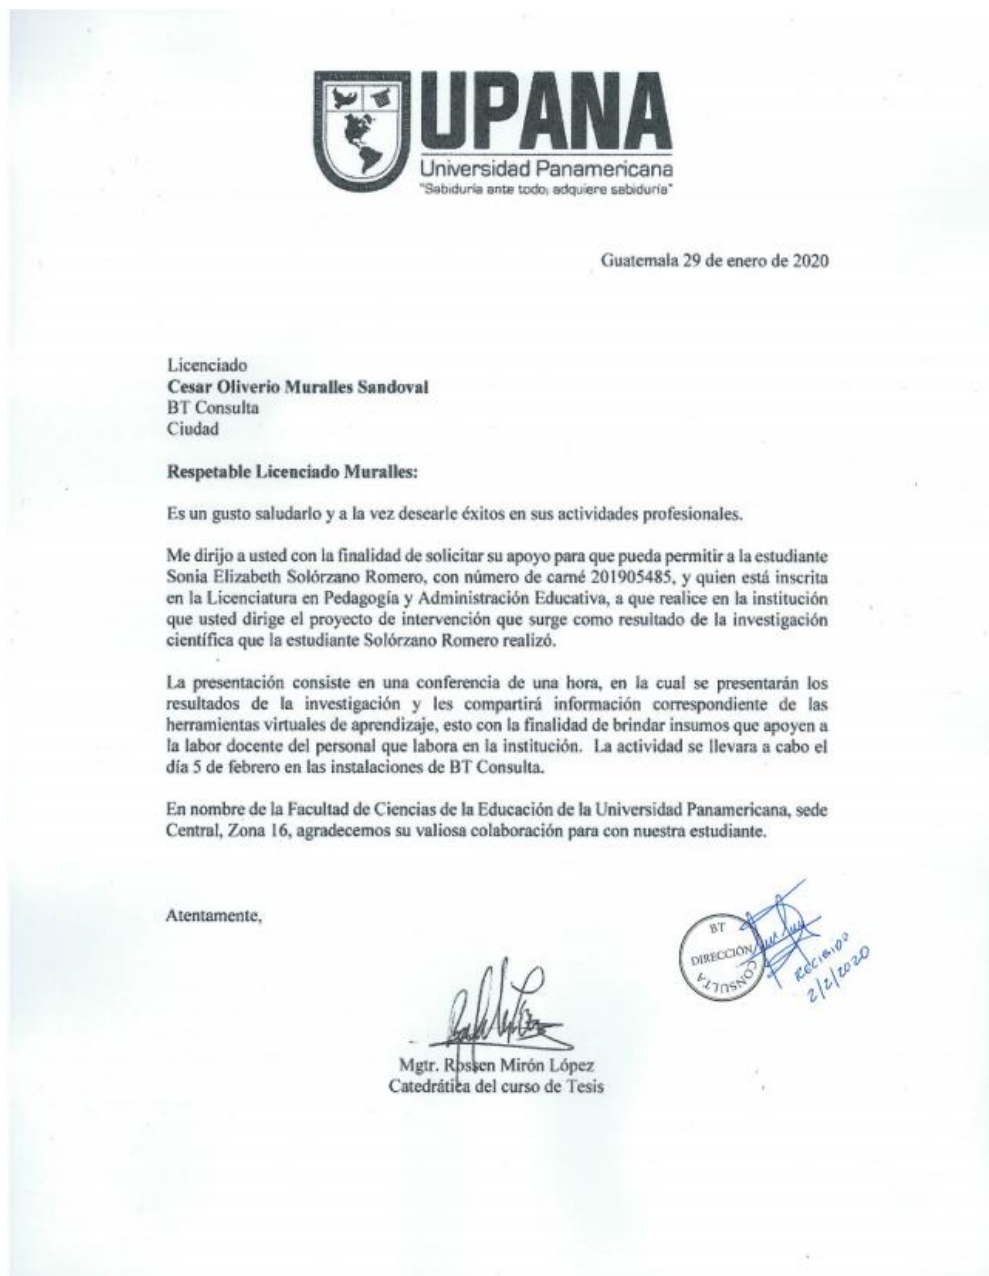 UPANA
Universidad Panamericana
"Sabiduría ante todo; adquiere sabiduría"
Guatemala 29 de enero de 2020
Licenciado
Cesar Oliverio Muralles Sandoval
BT Consulta
Ciudad
Respetable Licenciado Muralles:
Es un gusto saludarlo y a la vez desearle éxitos en sus actividades profesionales.
Me dirijo a usted con la finalidad de solicitar su apoyo para que pueda permitir a la estudiante
Sonia Elizabeth Solórzano Romero, con número de carné 201905485, y quien está inscrita
en la Licenciatura en Pedagogía y Administración Educativa, a que realice en la institución
que usted dirige el proyecto de intervención que surge como resultado de la investigación
científica que la estudiante Solórzano Romero realizó.
La presentación consiste en una conferencia de una hora, en la cual se presentarán los
resultados de la investigación y les compartirá información correspondiente de las
herramientas virtuales de aprendizaje, esto con la finalidad de brindar insumos que apoyen a
la labor docente del personal que labora en la institución. La actividad se llevara a cabo el
día 5 de febrero en las instalaciones de BT Consulta.
En nombre de la Facultad de Ciencias de la Educación de la Universidad Panamericana, sede
Central, Zona 16, agradecemos su valiosa colaboración para con nuestra estudiante.
Atentamente,
BT
DIRECCIÓN
CONSULTA
RECIBIDO
2/2/2020
Mgtr. Rossen Mirón López
Catedrática del curso de Tesis